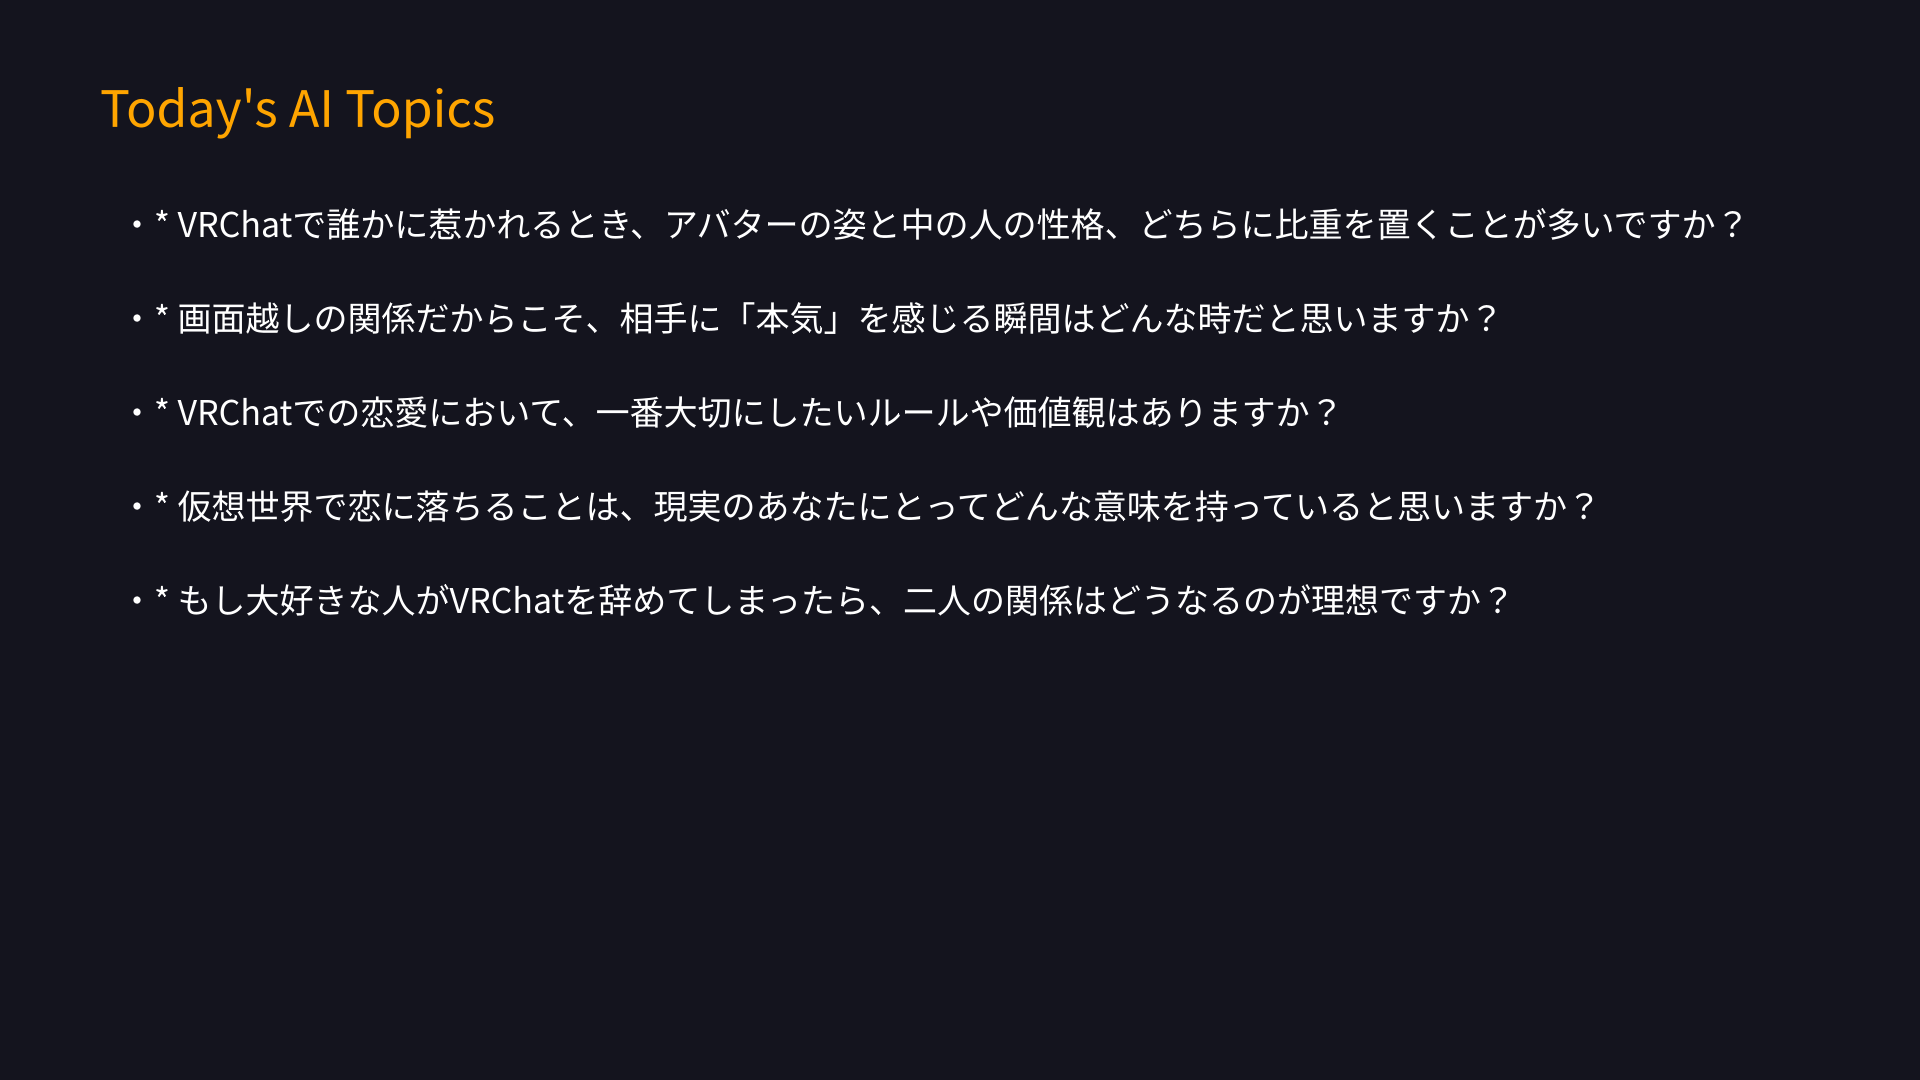 Today's AI Topics
・* VRChatで誰かに惹かれるとき、アバターの姿と中の人の性格、どちらに比重を置くことが多いですか？
・* 画面越しの関係だからこそ、相手に「本気」を感じる瞬間はどんな時だと思いますか？
・* VRChatでの恋愛において、一番大切にしたいルールや価値観はありますか？
・* 仮想世界で恋に落ちることは、現実のあなたにとってどんな意味を持っていると思いますか？
・* もし大好きな人がVRChatを辞めてしまったら、二人の関係はどうなるのが理想ですか？